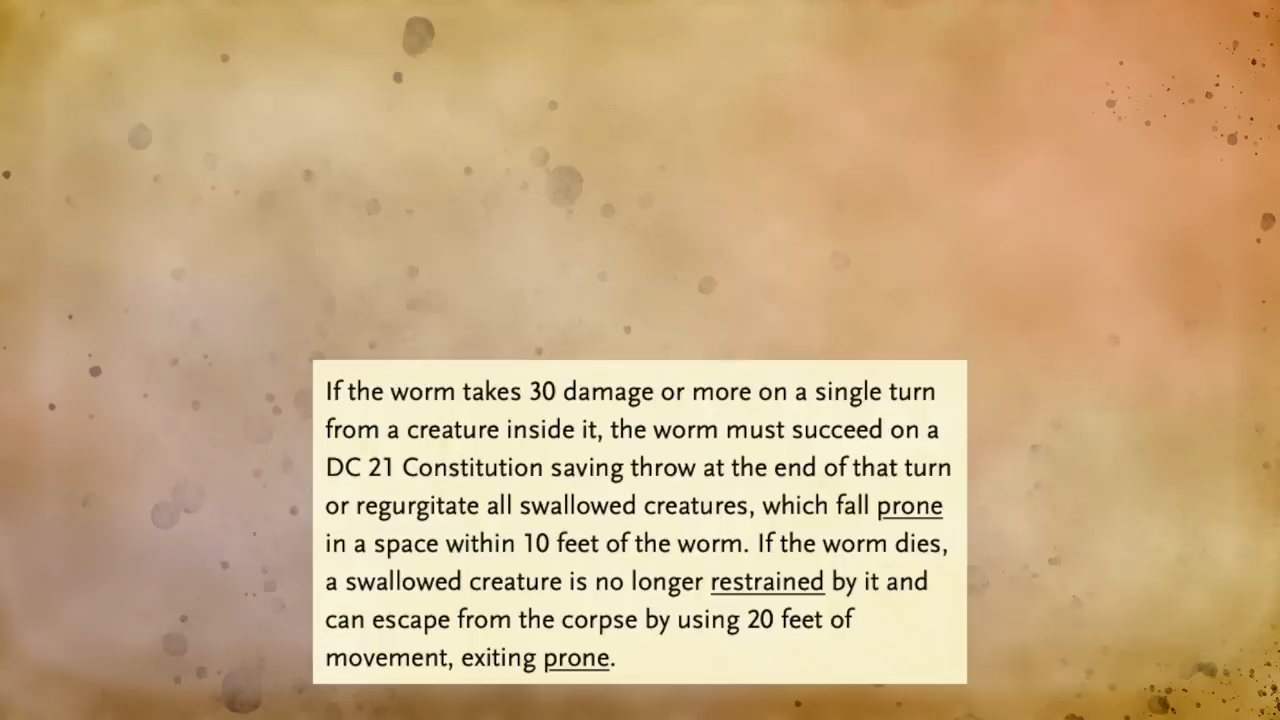 If the worm takes 30 damage or more on a single turn
from a creature inside it, the worm must succeed on a
DC 21 Constitution saving throw at the end of that turn
or regurgitate all swallowed creatures, which fall prone
in a space within 10 feet of the worm. If the worm dies,
a swallowed creature is no longer restrained by it and
can escape from the corpse by using 20 feet of
movement, exiting prone.